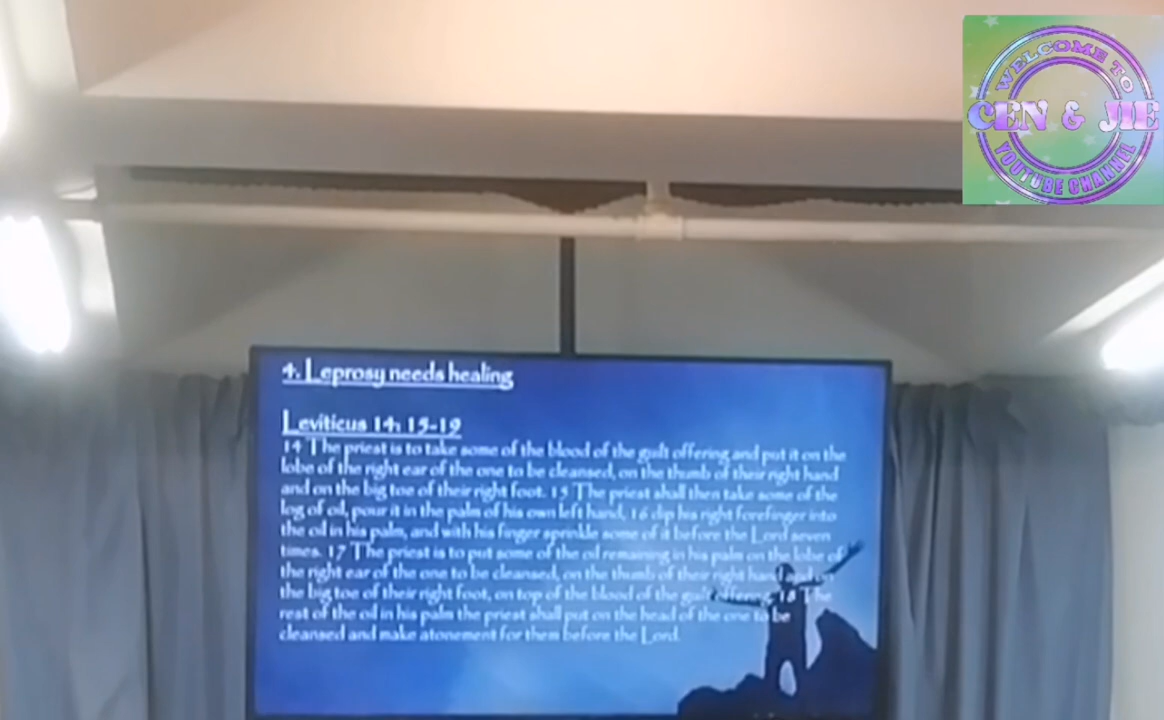 WELCOME TO
CEN & JIE
YOUTUBE CHANNEL
4. Leprosy needs healing
Leviticus 14: 15-19
14 The priest is to take some of the blood of the guilt offering and put it on the
lobe of the right ear of the one to be cleansed, on the thumb of their right hand
and on the big toe of their right foot. 15 The priest shall then take some of the
log of oil, pour it in the palm of his own left hand, 16 dip his right forefinger into
the oil in his palm, and with his finger sprinkle some of it before the Lord seven
times. 17 The priest is to put some of the oil remaining in his palm on the lobe of
the right ear of the one to be cleansed, on the thumb of their right hand and on
the big toe of their right foot, on top of the blood of the guilt offering. 18 The
rest of the oil in his palm the priest shall put on the head of the one to be
cleansed and make atonement for them before the Lord.